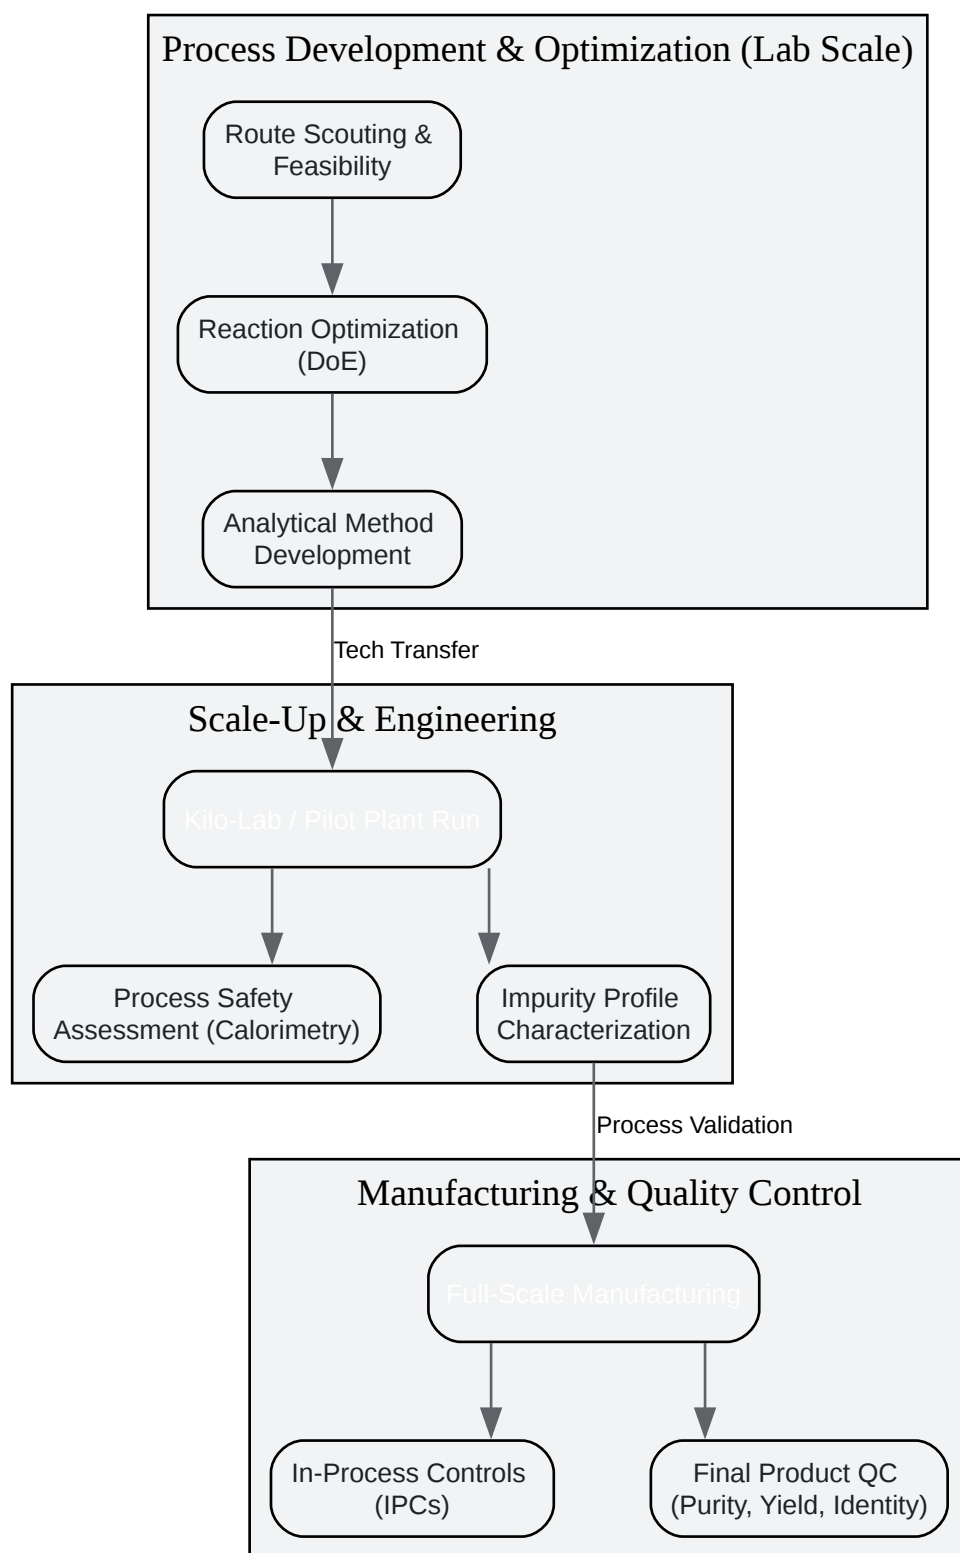 Process Development & Optimization (Lab Scale)
Route Scouting &
Feasibility
Reaction Optimization
(DoE)
Analytical Method
Development
Tech Transfer
Scale-Up & Engineering
Kilo-Lab / Pilot Plant Run
Process Safety
Assessment (Calorimetry)
Impurity Profile
Characterization
Process Validation
Manufacturing & Quality Control
Full-Scale Manufacturing
In-Process Controls
(IPCs)
Final Product QC
(Purity, Yield, Identity)